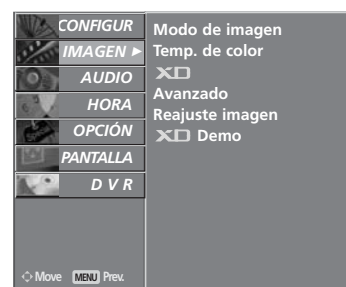 CONFIGUR
IMAGEN ►
AUDIO
HORA
OPCIÓN
PANTALLA
D V R
Modo de imagen
Temp. de color
XD
Avanzado
Reajuste imagen
XD Demo
Move MENU Prev.